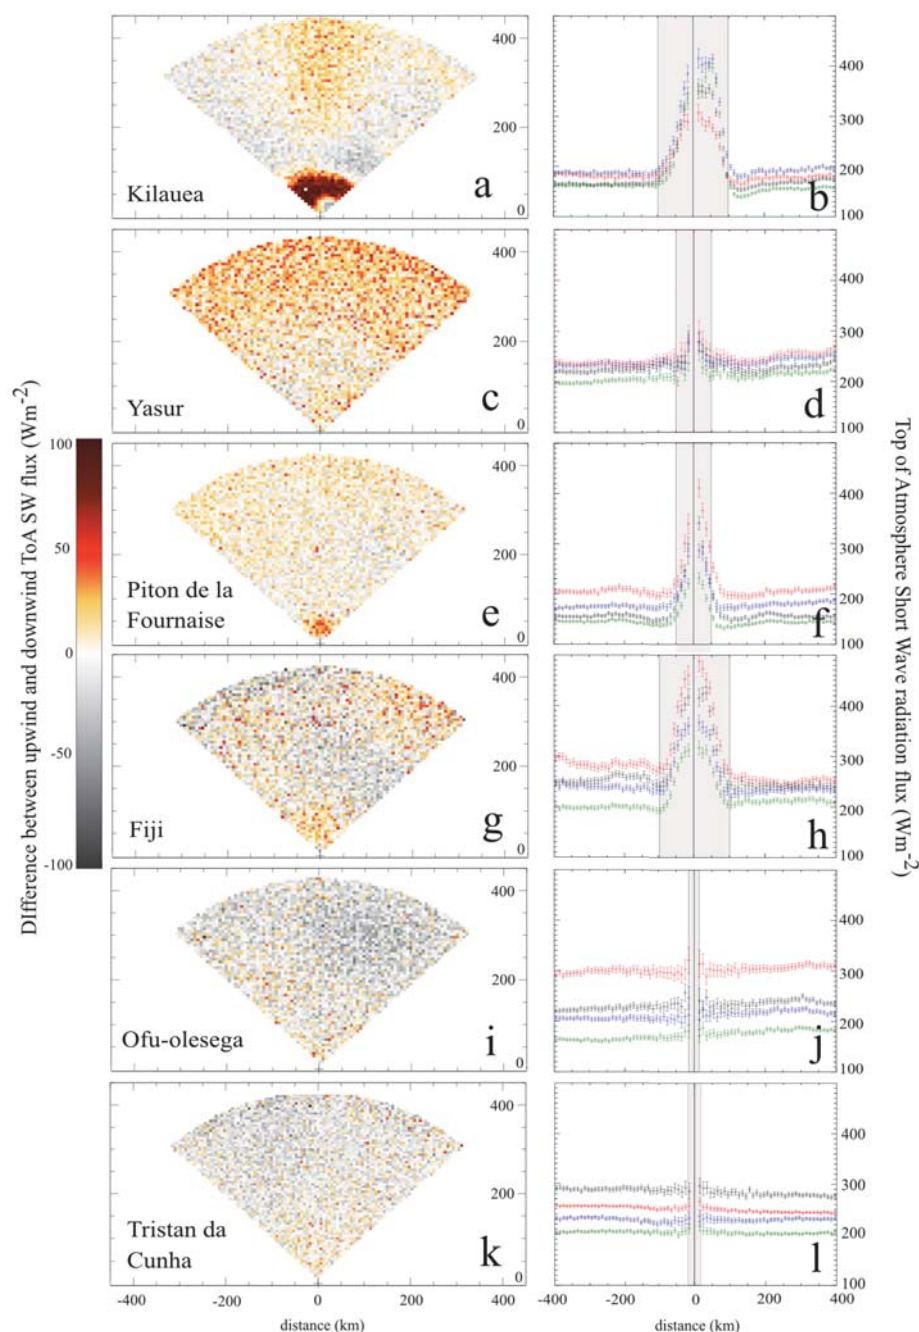 400
200
0
Kilauea
a
400
300
200
100
b
400
200
0
Yasur
c
400
300
200
100
d
400
200
0
Piton de la
Fournaise
e
400
300
200
100
f
400
200
0
Fiji
g
400
300
200
100
h
400
200
0
Ofu-olesega
i
400
300
200
100
j
400
200
0
Tristan da
Cunha
k
400
300
200
100
l
-400
-200
0
200
400
distance (km)
-400
-200
0
200
400
distance (km)
DIfference between upwind and downwind ToA SW flux (Wm-2)
100
50
0
-50
-100
Top of Atmosphere Short Wave radiation flux (Wm-2)